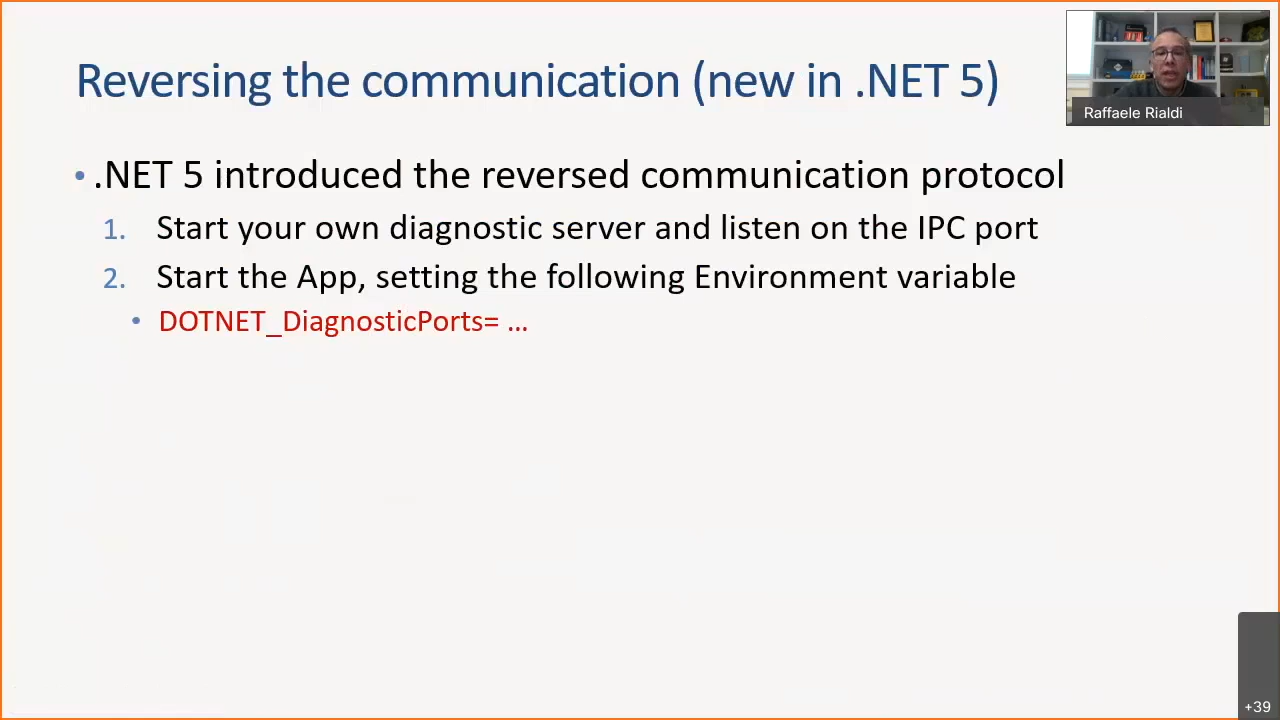 Reversing the communication (new in .NET 5)
Raffaele Rialdi
• .NET 5 introduced the reversed communication protocol
1. Start your own diagnostic server and listen on the IPC port
2. Start the App, setting the following Environment variable
• DOTNET_DiagnosticPorts= ...
+39